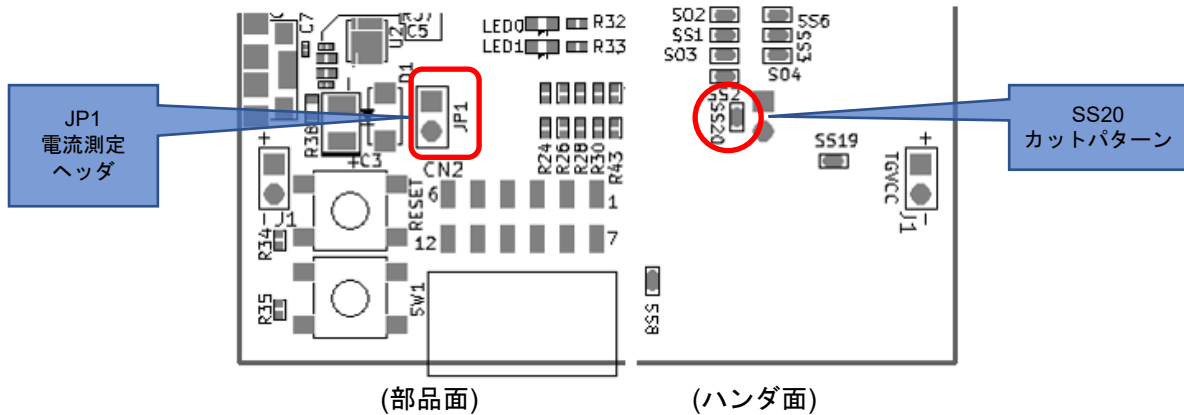 JP1
電流測定
ヘッダ
C7
C5
U2
LED0
LED1
R32
R33
D1
JP1
R38
+C3
CN2
R24
R26
R28
R30
R43
+
-
J1
RESET
6
1
12
7
R34
R35
SW1
(部品面)
SO2
SS1
SO3
SS6
SS3
SO4
SS2
SS20
SS19
+
TGVCC
-
J1
SS8
(ハンダ面)
SS20
カットパターン